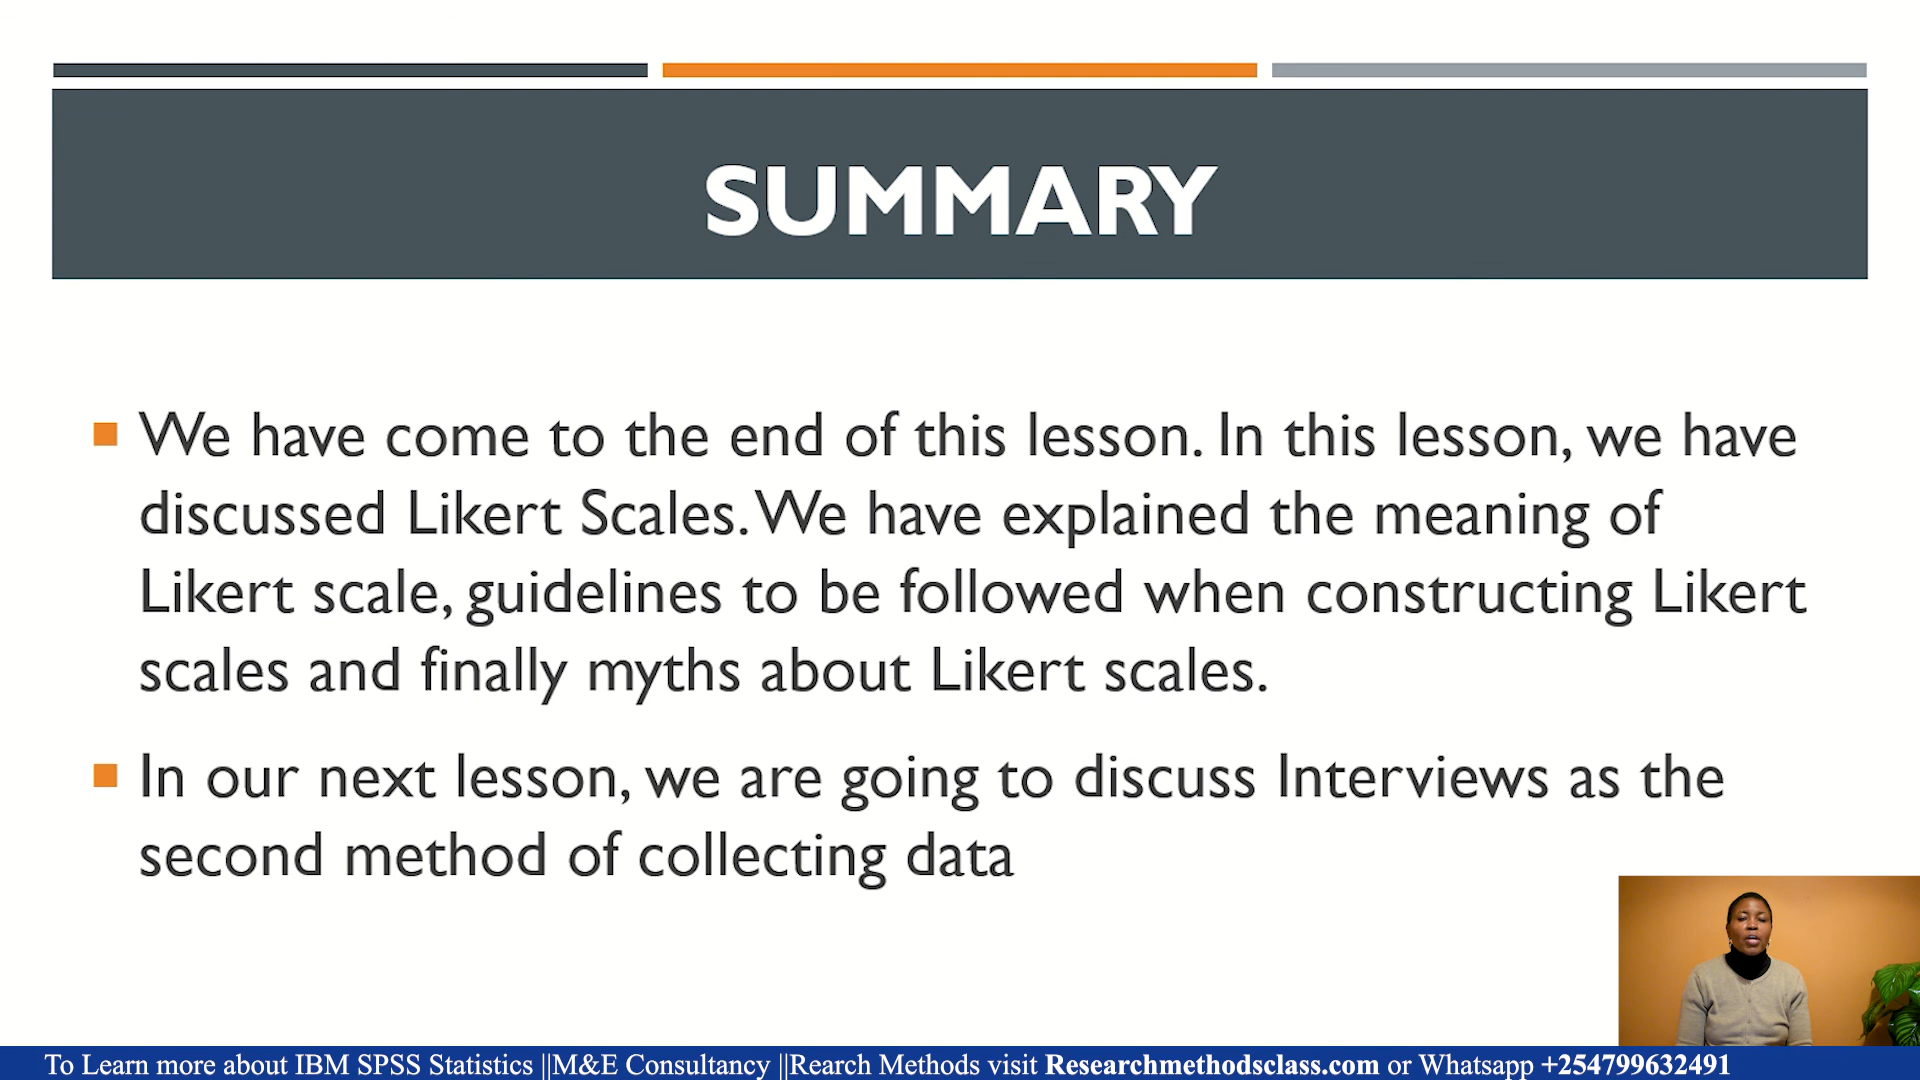 SUMMARY
We have come to the end of this lesson. In this lesson, we have
discussed Likert Scales. We have explained the meaning of
Likert scale, guidelines to be followed when constructing Likert
scales and finally myths about Likert scales.
In our next lesson, we are going to discuss Interviews as the
second method of collecting data
To Learn more about IBM SPSS Statistics ||M&E Consultancy ||Rearch Methods visit Researchmethodsclass.com or Whatsapp +254799632491